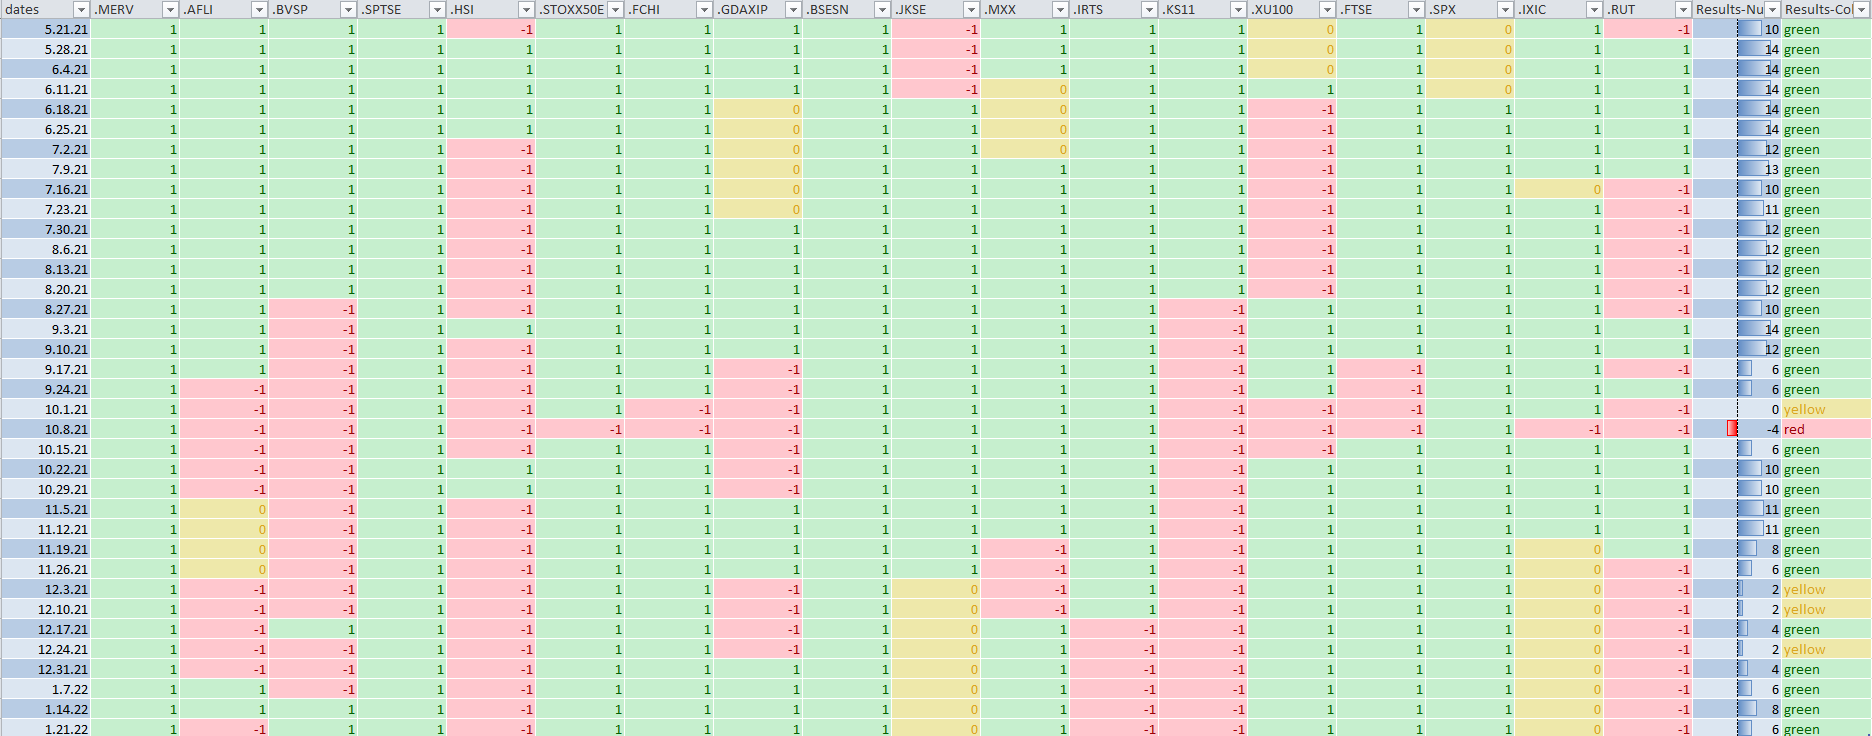 dates .MERV .AFLI .BVSP .SPTSE .HSI .STOXX50E .FCHI .GDAXIP .BSESN .JKSE .MXX .IRTS .KS11 .XU100 .FTSE .SPX .IXIC .RUT Results-Nu Results-Col
5.21.21 1 1 1 1 -1 1 1 1 1 -1 1 1 1 0 1 0 1 -1 10 green
5.28.21 1 1 1 1 1 1 1 1 1 -1 1 1 1 0 1 0 1 1 14 green
6.4.21 1 1 1 1 1 1 1 1 1 -1 1 1 1 0 1 0 1 1 14 green
6.11.21 1 1 1 1 1 1 1 1 1 -1 0 1 1 1 1 0 1 1 14 green
6.18.21 1 1 1 1 1 1 1 0 1 1 0 1 1 -1 1 1 1 1 14 green
6.25.21 1 1 1 1 1 1 1 0 1 1 0 1 1 -1 1 1 1 1 14 green
7.2.21 1 1 1 1 -1 1 1 0 1 1 0 1 1 -1 1 1 1 1 12 green
7.9.21 1 1 1 1 -1 1 1 0 1 1 1 1 1 -1 1 1 1 1 13 green
7.16.21 1 1 1 1 -1 1 1 0 1 1 1 1 1 -1 1 1 0 -1 10 green
7.23.21 1 1 1 1 -1 1 1 0 1 1 1 1 1 -1 1 1 1 -1 11 green
7.30.21 1 1 1 1 -1 1 1 1 1 1 1 1 1 -1 1 1 1 -1 12 green
8.6.21 1 1 1 1 -1 1 1 1 1 1 1 1 1 -1 1 1 1 -1 12 green
8.13.21 1 1 1 1 -1 1 1 1 1 1 1 1 1 -1 1 1 1 -1 12 green
8.20.21 1 1 1 1 -1 1 1 1 1 1 1 1 1 -1 1 1 1 -1 12 green
8.27.21 1 1 -1 1 -1 1 1 1 1 1 1 1 -1 1 1 1 1 -1 10 green
9.3.21 1 1 -1 1 1 1 1 1 1 1 1 1 -1 1 1 1 1 1 14 green
9.10.21 1 1 -1 1 -1 1 1 1 1 1 1 1 -1 1 1 1 1 1 12 green
9.17.21 1 1 -1 1 -1 1 1 -1 1 1 1 1 -1 1 -1 1 1 -1 6 green
9.24.21 1 -1 -1 1 -1 1 1 -1 1 1 1 1 -1 1 -1 1 1 1 6 green
10.1.21 1 -1 -1 1 -1 1 -1 -1 1 1 1 1 -1 -1 -1 1 1 -1 0 yellow
10.8.21 1 -1 -1 1 -1 -1 -1 -1 1 1 1 1 -1 -1 -1 1 -1 -1 -4 red
10.15.21 1 -1 -1 1 -1 1 1 -1 1 1 1 1 -1 -1 1 1 1 1 6 green
10.22.21 1 -1 -1 1 1 1 1 -1 1 1 1 1 -1 1 1 1 1 1 10 green
10.29.21 1 -1 -1 1 1 1 1 -1 1 1 1 1 -1 1 1 1 1 1 10 green
11.5.21 1 0 -1 1 -1 1 1 1 1 1 1 1 -1 1 1 1 1 1 11 green
11.12.21 1 0 -1 1 -1 1 1 1 1 1 1 1 -1 1 1 1 1 1 11 green
11.19.21 1 0 -1 1 -1 1 1 1 1 1 -1 1 -1 1 1 1 0 1 8 green
11.26.21 1 0 -1 1 -1 1 1 1 1 1 -1 1 -1 1 1 1 0 -1 6 green
12.3.21 1 -1 -1 1 -1 1 1 -1 1 0 -1 1 -1 1 1 1 0 -1 2 yellow
12.10.21 1 -1 -1 1 -1 1 1 -1 1 0 -1 1 -1 1 1 1 0 -1 2 yellow
12.17.21 1 -1 1 1 -1 1 1 -1 1 0 1 -1 -1 1 1 1 0 -1 4 green
12.24.21 1 -1 -1 1 -1 1 1 -1 1 0 1 -1 -1 1 1 1 0 -1 2 yellow
12.31.21 1 -1 -1 1 -1 1 1 1 1 0 1 -1 -1 1 1 1 0 -1 4 green
1.7.22 1 1 -1 1 -1 1 1 1 1 0 1 -1 -1 1 1 1 0 -1 6 green
1.14.22 1 1 1 1 -1 1 1 1 1 0 1 -1 -1 1 1 1 0 -1 8 green
1.21.22 1 -1 1 1 -1 1 1 1 1 0 1 -1 -1 1 1 1 0 -1 6 green